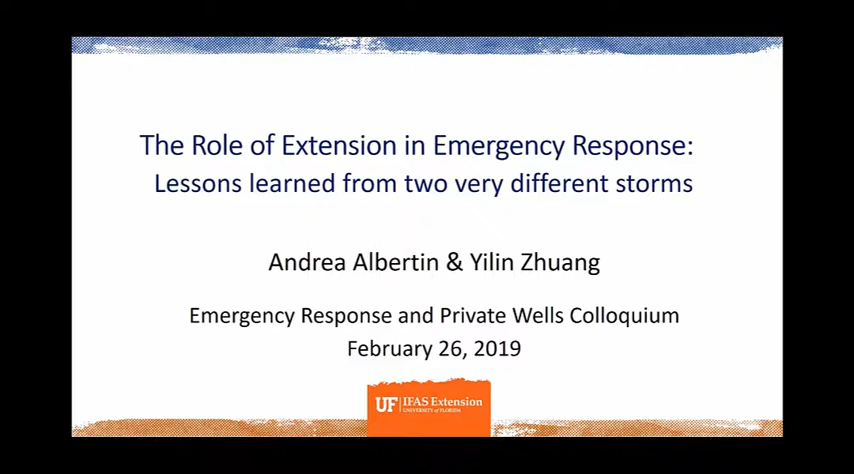 The Role of Extension in Emergency Response:
Lessons learned from two very different storms
Andrea Albertin & Yilin Zhuang
Emergency Response and Private Wells Colloquium
February 26, 2019
UF IFAS Extension
UNIVERSITY of FLORIDA